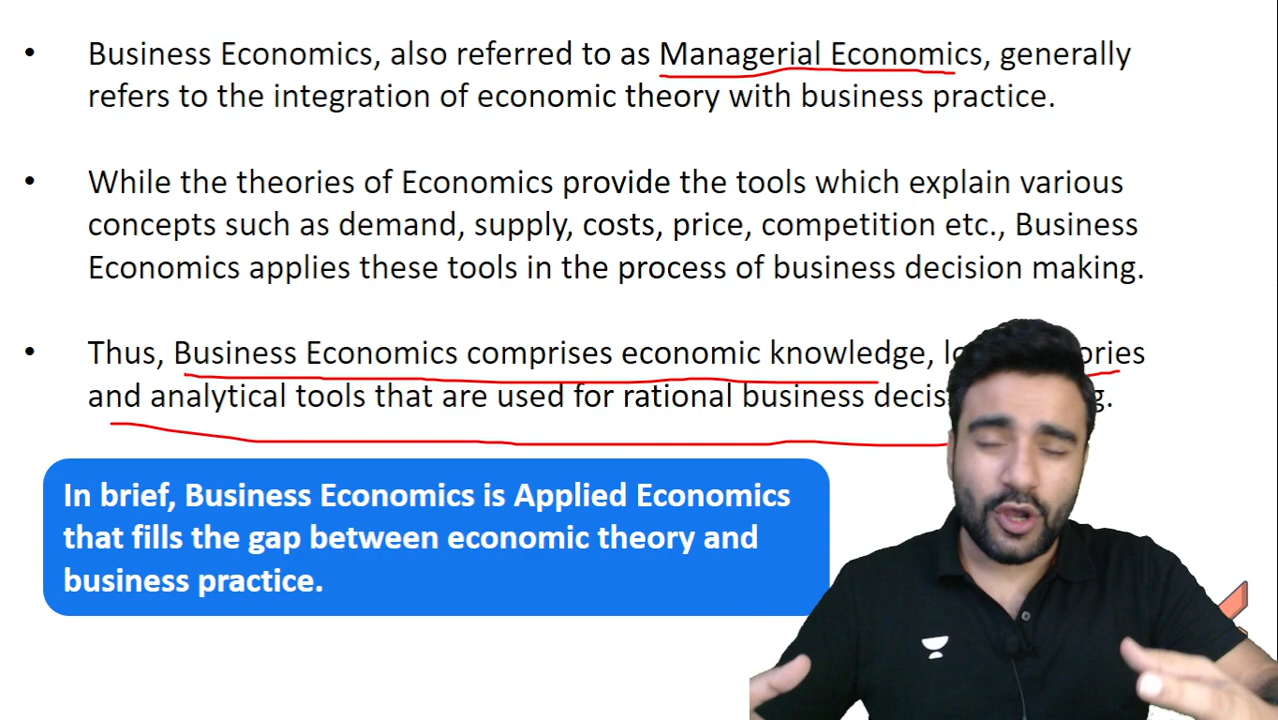 • Business Economics, also referred to as Managerial Economics, generally
refers to the integration of economic theory with business practice.
• While the theories of Economics provide the tools which explain various
concepts such as demand, supply, costs, price, competition etc., Business
Economics applies these tools in the process of business decision making.
• Thus, Business Economics comprises economic knowledge,
and analytical tools that are used for rational business
In brief, Business Economics is Applied Economics
that fills the gap between economic theory and
business practice.